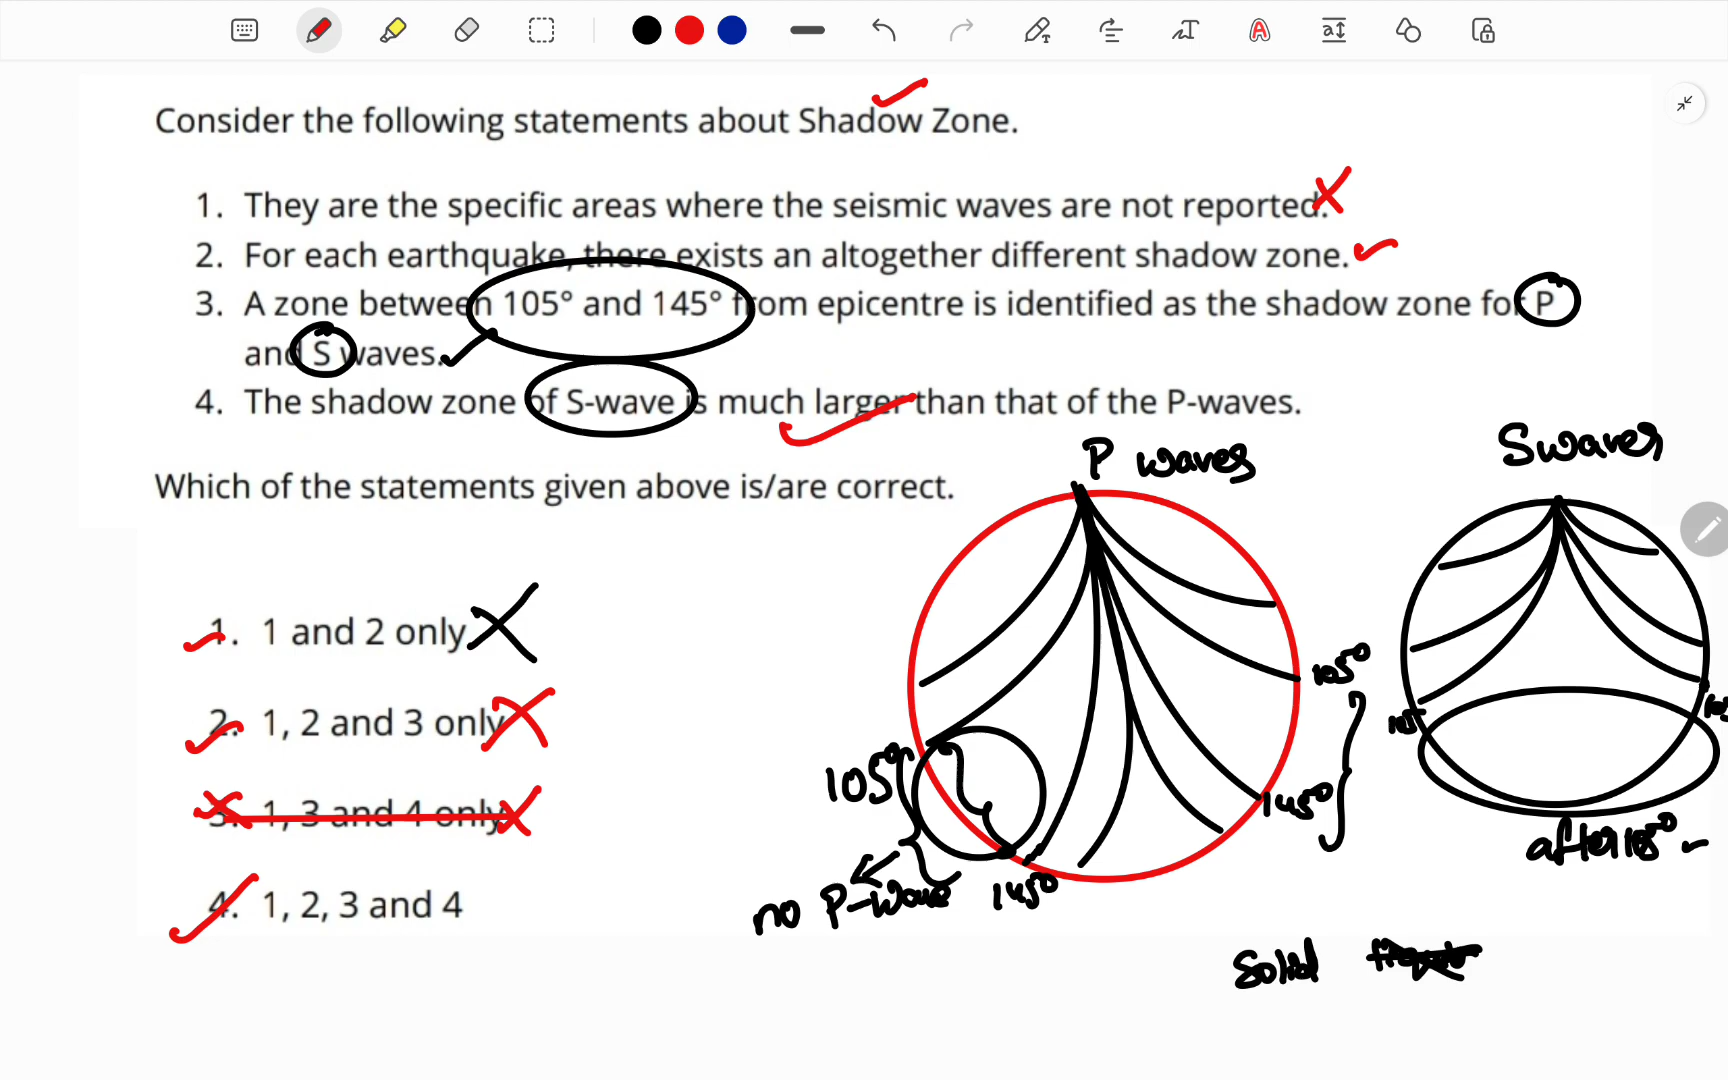 Consider the following statements about Shadow Zone.
1. They are the specific areas where the seismic waves are not reported.
2. For each earthquake, there exists an altogether different shadow zone.
3. A zone between 105° and 145° from epicentre is identified as the shadow zone for P
and S waves.
4. The shadow zone of S-wave is much larger than that of the P-waves.
Which of the statements given above is/are correct.
1. 1 and 2 only
2. 1, 2 and 3 only
3. 1, 3 and 4 only
4. 1, 2, 3 and 4
P waves
S waves
105°
105
105°
145°
145°
no P-wave
after 105°
Solid